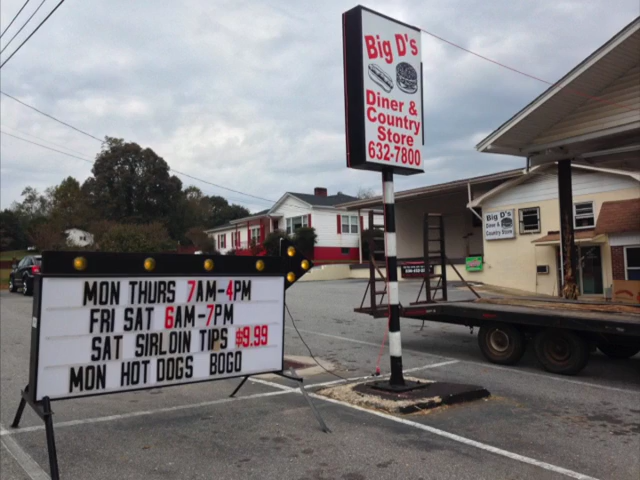 Big D's
Diner &
Country
Store
632-7800
MON THURS 7AM-4PM
FRI SAT 6AM-7PM
SAT SIRLOIN TIPS $9.99
MON HOT DOGS BOGO
Big D's
Diner & Country
Store